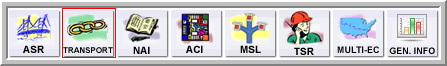 ASR
TRANSPORT
NAI
ACI
MSL
TSR
MULTI-EC
GEN. INFO